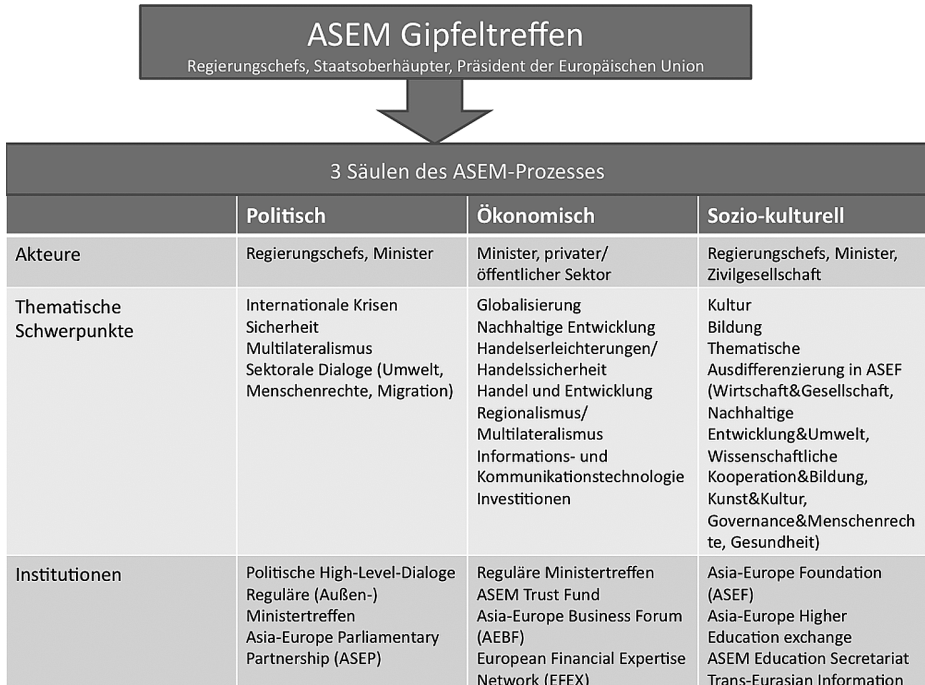 ASEM Gipfeltreffen
Regierungschefs, Staatsoberhäupter, Präsident der Europäischen Union
3 Säulen des ASEM-Prozesses
Politisch
Ökonomisch
Sozio-kulturell
Akteure
Regierungschefs, Minister
Minister, privater/
öffentlicher Sektor
Regierungschefs, Minister,
Zivilgesellschaft
Thematische
Schwerpunkte
Internationale Krisen
Sicherheit
Multilateralismus
Sektorale Dialoge (Umwelt,
Menschenrechte, Migration)
Globalisierung
Nachhaltige Entwicklung
Handelserleichterungen/
Handelssicherheit
Handel und Entwicklung
Regionalismus/
Multilateralismus
Informations- und
Kommunikationstechnologie
Investitionen
Kultur
Bildung
Thematische
Ausdifferenzierung in ASEF
(Wirtschaft&Gesellschaft,
Nachhaltige
Entwicklung&Umwelt,
Wissenschaftliche
Kooperation&Bildung,
Kunst&Kultur,
Governance&Menschenrech
te, Gesundheit)
Institutionen
Politische High-Level-Dialoge
Reguläre (Außen-)
Ministertreffen
Asia-Europe Parliamentary
Partnership (ASEP)
Reguläre Ministertreffen
ASEM Trust Fund
Asia-Europe Business Forum
(AEBF)
European Financial Expertise
Network (EFEX)
Asia-Europe Foundation
(ASEF)
Asia-Europe Higher
Education exchange
ASEM Education Secretariat
Trans-Eurasian Information